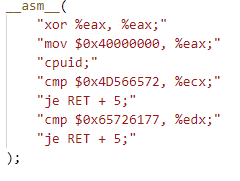 __asm__(
"xor %eax, %eax;"
"mov $0x40000000, %eax;"
"cpuid;"
"cmp $0x4D566572, %ecx;"
"je RET + 5;"
"cmp $0x65726177, %edx;"
"je RET + 5;"
);